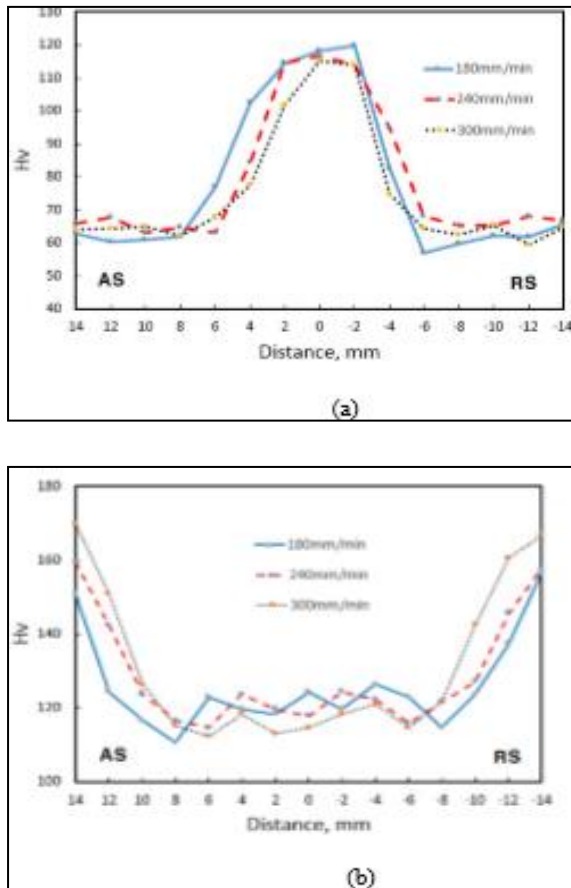 130
120
110
100
90
80
70
60
50
40
Hv
180mm/min
240mm/min
300mm/min
AS
RS
14 12 10 8 6 4 2 0 -2 -4 -6 -8 -10 -12 -14
Distance, mm
(a)
180
160
140
120
100
Hv
180mm/min
240mm/min
300mm/min
AS
RS
14 12 10 8 6 4 2 0 -2 -4 -6 -8 -10 -12 -14
Distance, mm
(b)